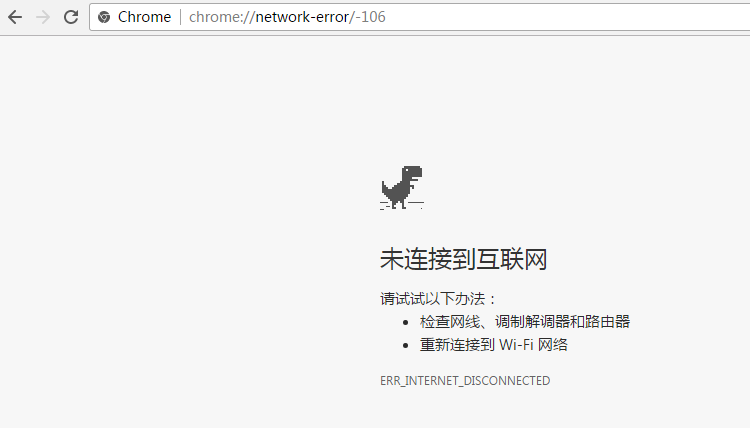 Chrome chrome://network-error/-106
未连接到互联网
请试试以下办法：
检查网线、调制解调器和路由器
重新连接到 Wi-Fi 网络
ERR_INTERNET_DISCONNECTED